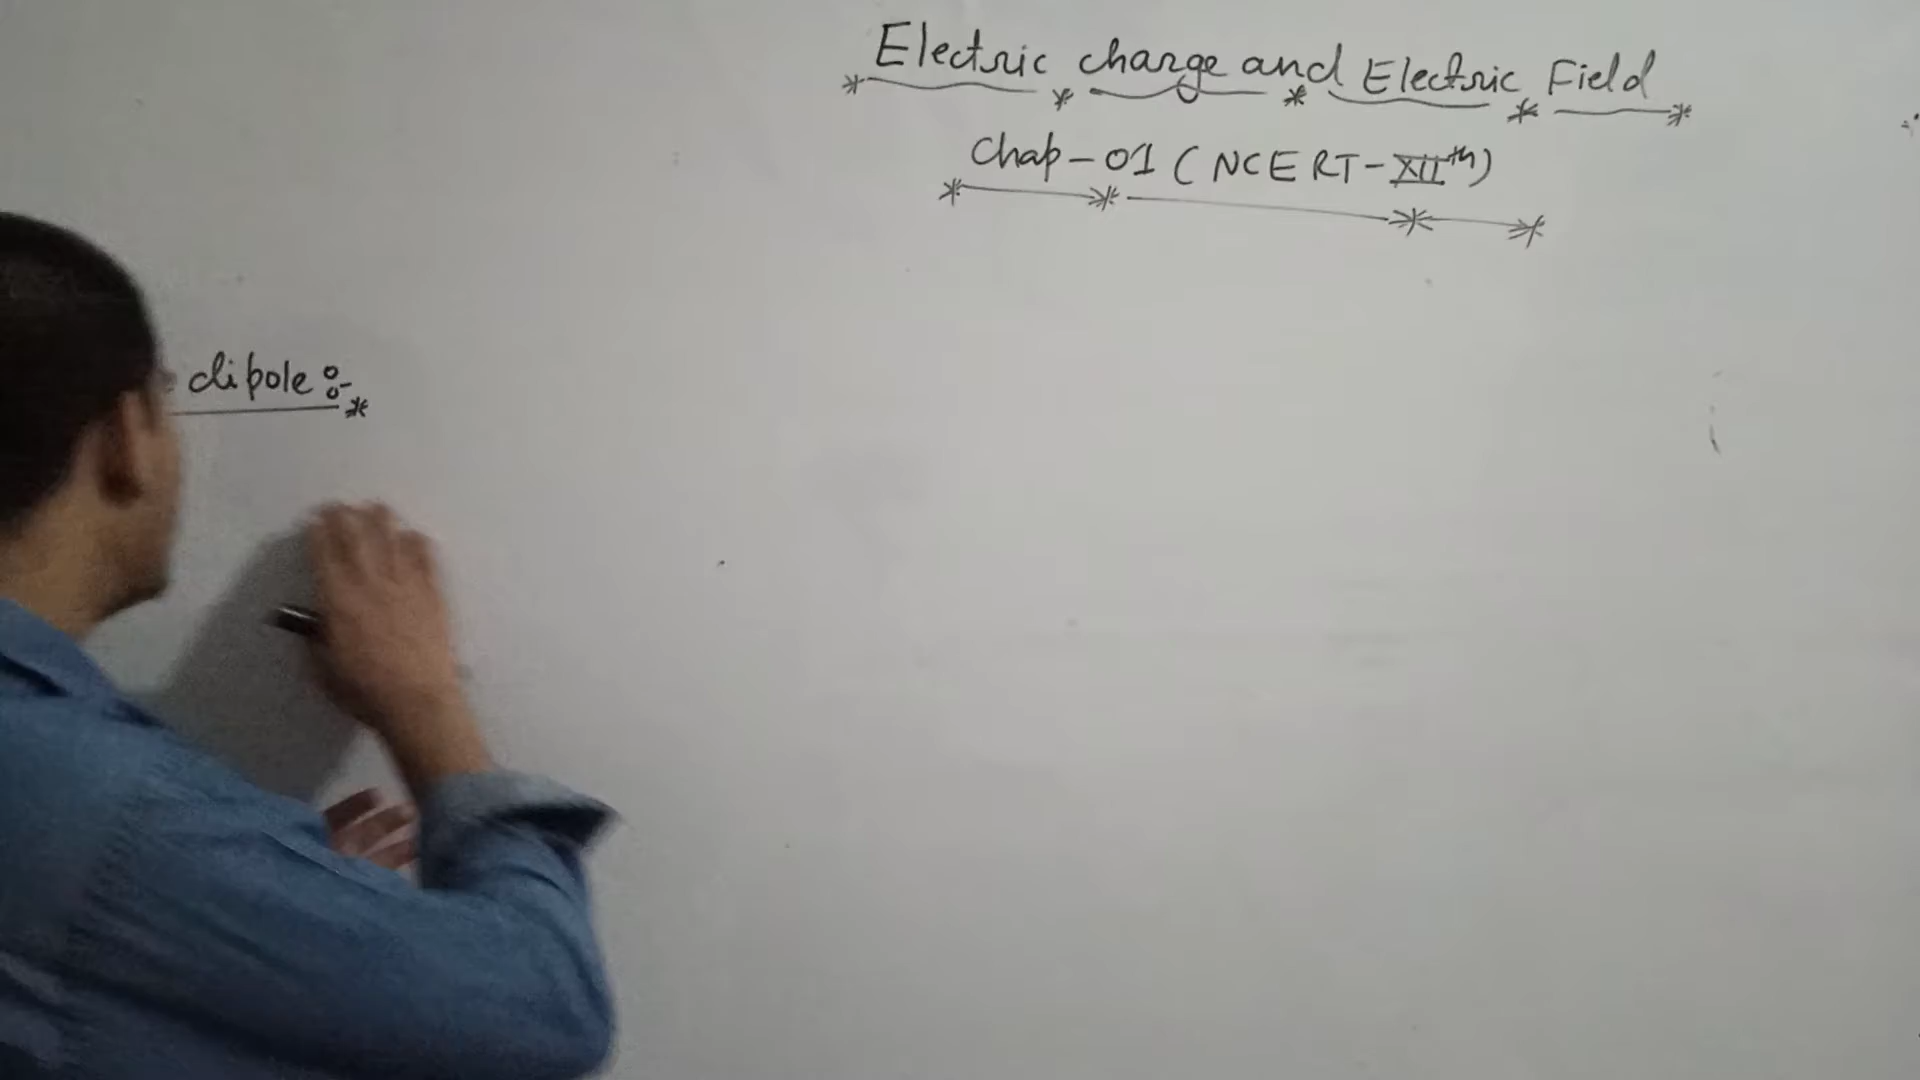 Electric charge and Electric Field
Chap-01 (NCERT-XIIth)
dipole :-